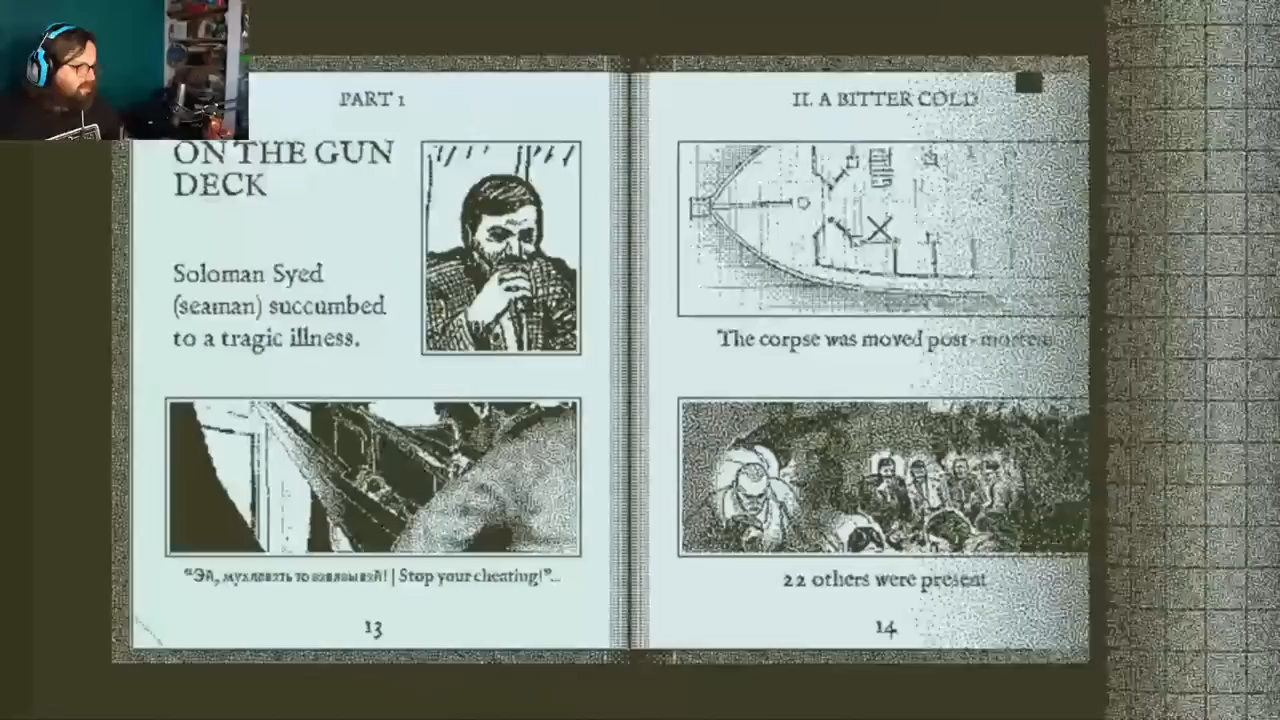 PART 1
ON THE GUN
DECK
Soloman Syed
(seaman) succumbed
to a tragic illness.
| Stop your cheating!"...
13
II. A BITTER COLD
The corpse was moved post-mortem
22 others were present
14